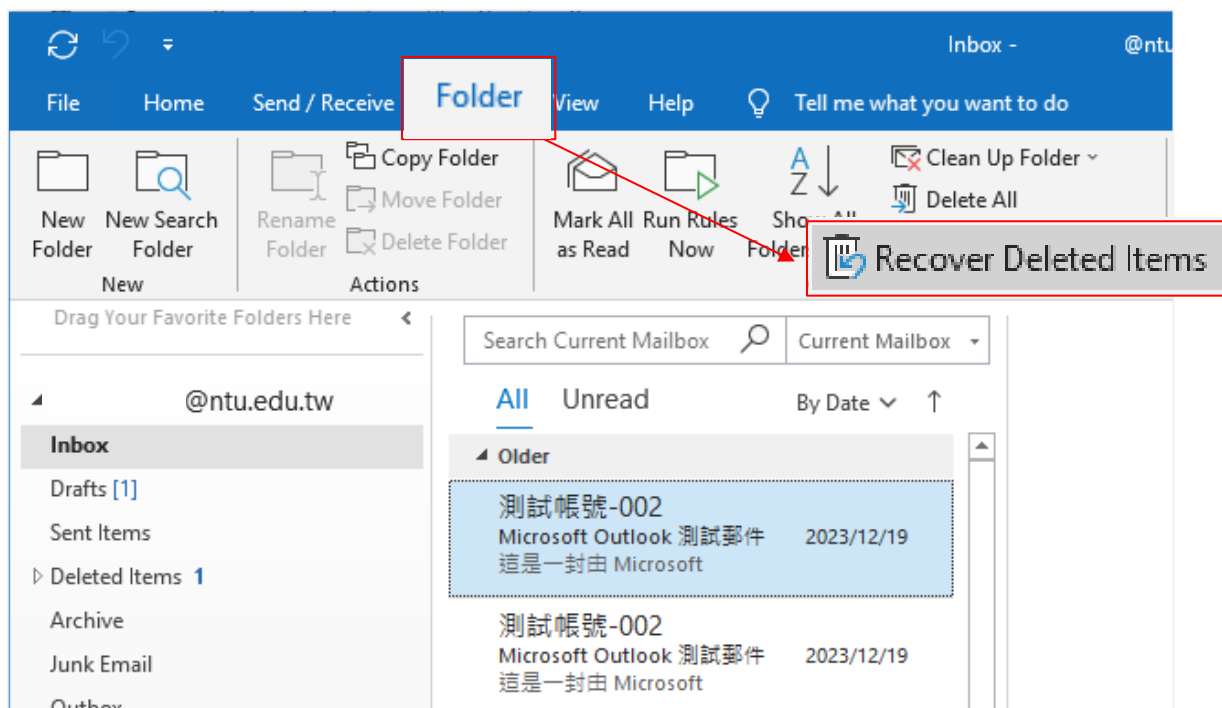 Inbox - @ntu
File Home Send / Receive Folder View Help Tell me what you want to do
Copy Folder
Move Folder
Delete Folder
New Folder
New Search Folder
Rename Folder
Mark All as Read
Run Rules Now
A
Z
Clean Up Folder
Delete All
Recover Deleted Items
New
Actions
Drag Your Favorite Folders Here
Search Current Mailbox
Current Mailbox
@ntu.edu.tw
All Unread By Date
Inbox
Older
Drafts [1]
測試帳號-002
Sent Items
Microsoft Outlook 測試郵件 2023/12/19
這是一封由 Microsoft
Deleted Items 1
Archive
測試帳號-002
Junk Email
Microsoft Outlook 測試郵件 2023/12/19
這是一封由 Microsoft